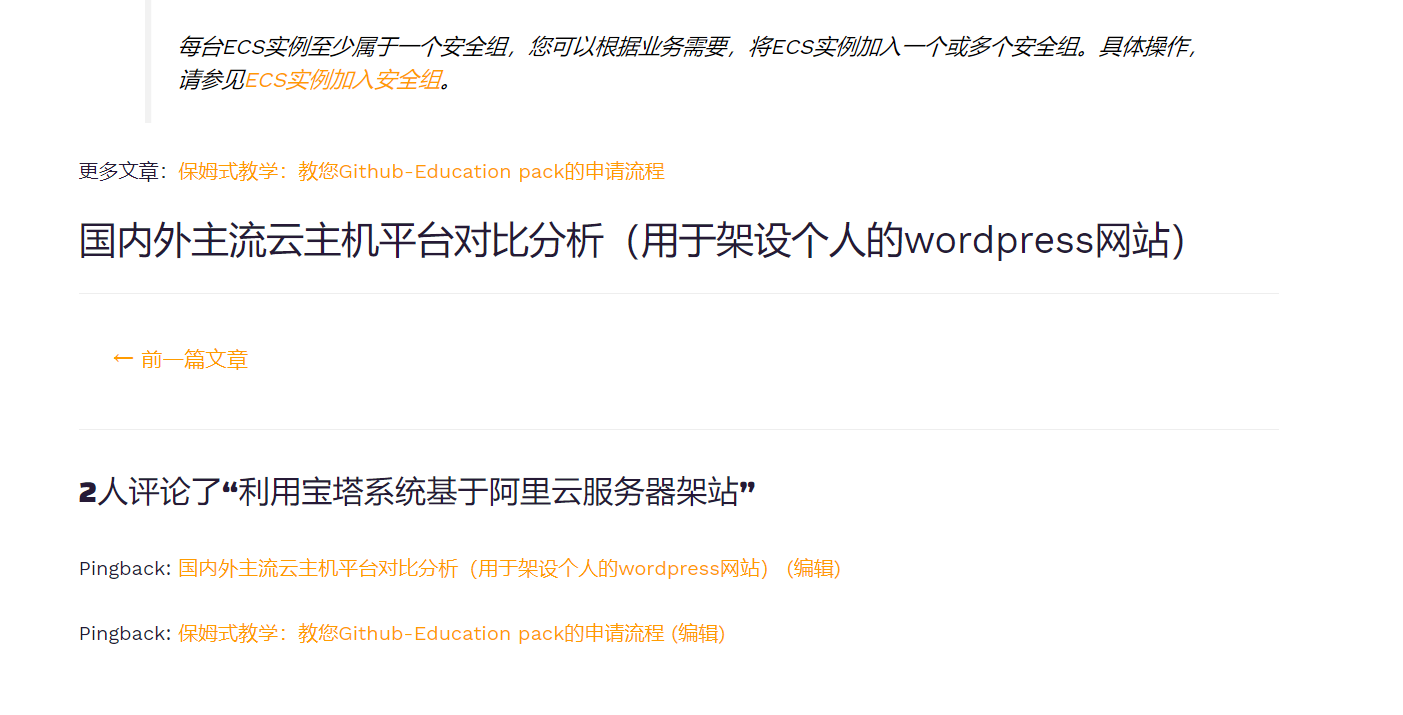 每台ECS实例至少属于一个安全组，您可以根据业务需要，将ECS实例加入一个或多个安全组。具体操作，
请参见ECS实例加入安全组。
更多文章：保姆式教学：教您Github-Education pack的申请流程
国内外主流云主机平台对比分析（用于架设个人的wordpress网站）
← 前一篇文章
2人评论了“利用宝塔系统基于阿里云服务器架站”
Pingback: 国内外主流云主机平台对比分析（用于架设个人的wordpress网站） (编辑)
Pingback: 保姆式教学：教您Github-Education pack的申请流程 (编辑)